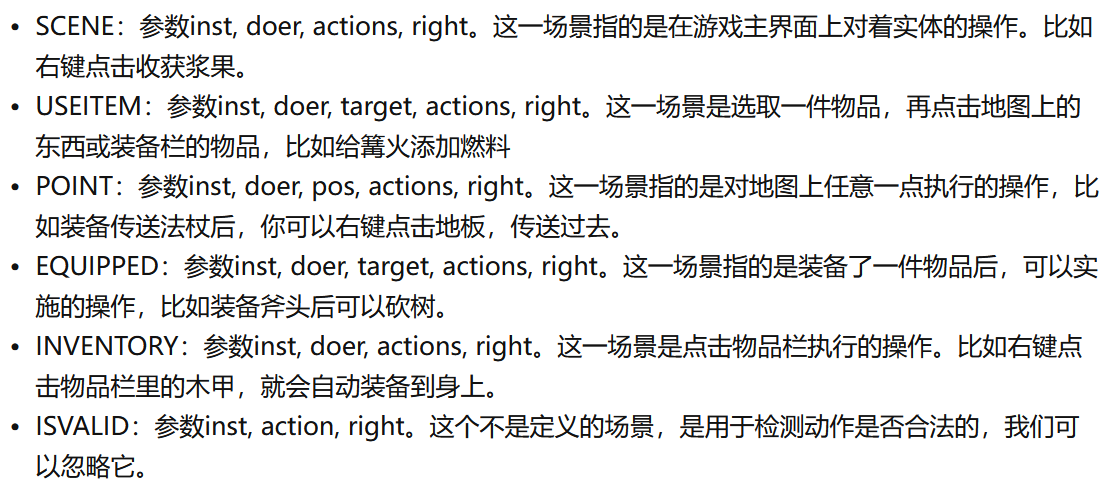 • SCENE：参数inst, doer, actions, right。这一场景指的是在游戏主界面上对着实体的操作。比如
右键点击收获浆果。
• USEITEM：参数inst, doer, target, actions, right。这一场景是选取一件物品，再点击地图上的
东西或装备栏的物品，比如给篝火添加燃料
• POINT：参数inst, doer, pos, actions, right。这一场景指的是对地图上任意一点执行的操作，比
如装备传送法杖后，你可以右键点击地板，传送过去。
• EQUIPPED：参数inst, doer, target, actions, right。这一场景指的是装备了一件物品后，可以实
施的操作，比如装备斧头后可以砍树。
• INVENTORY：参数inst, doer, actions, right。这一场景是点击物品栏执行的操作。比如右键点
击物品栏里的木甲，就会自动装备到身上。
• ISVALID：参数inst, action, right。这个不是定义的场景，是用于检测动作是否合法的，我们可
以忽略它。